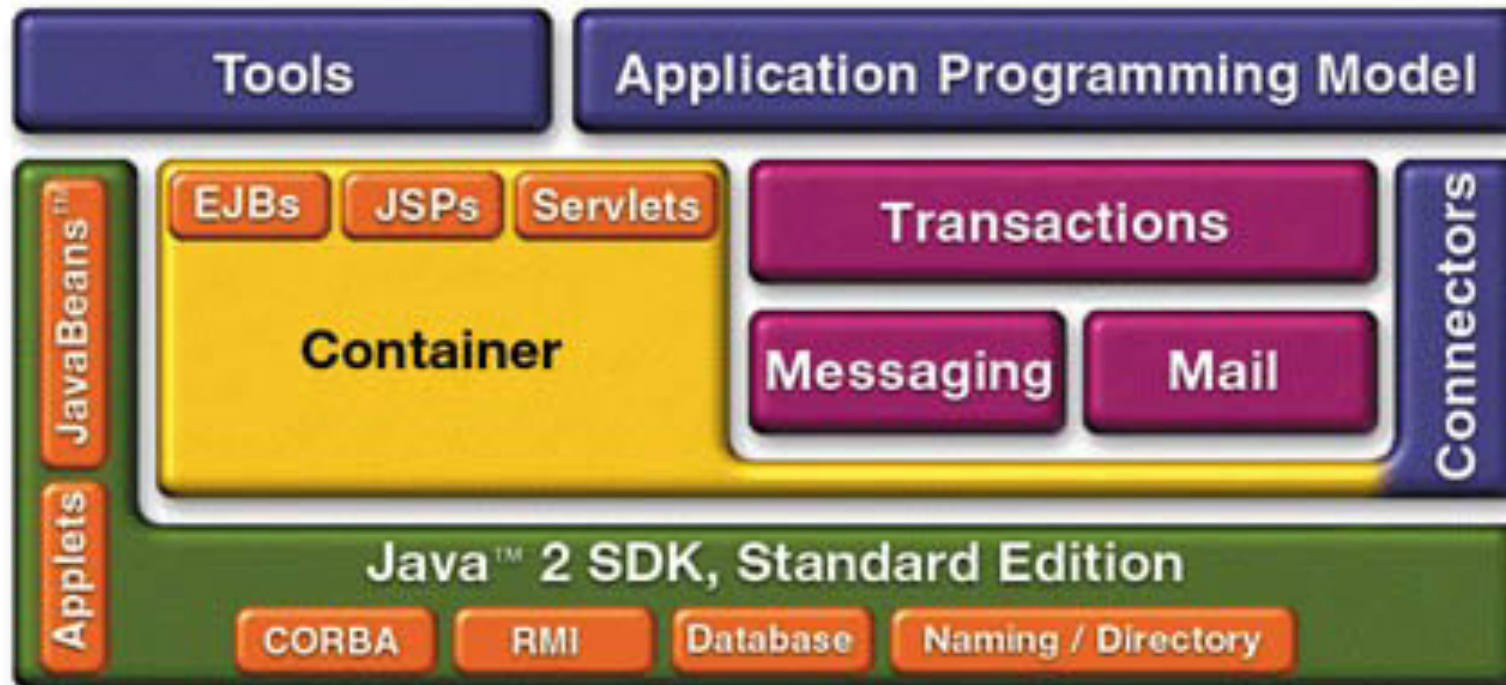 Tools
Application Programming Model
JavaBeans™
EJBs
JSPs
Servlets
Transactions
Connectors
Container
Messaging
Mail
Applets
Java™ 2 SDK, Standard Edition
CORBA
RMI
Database
Naming / Directory